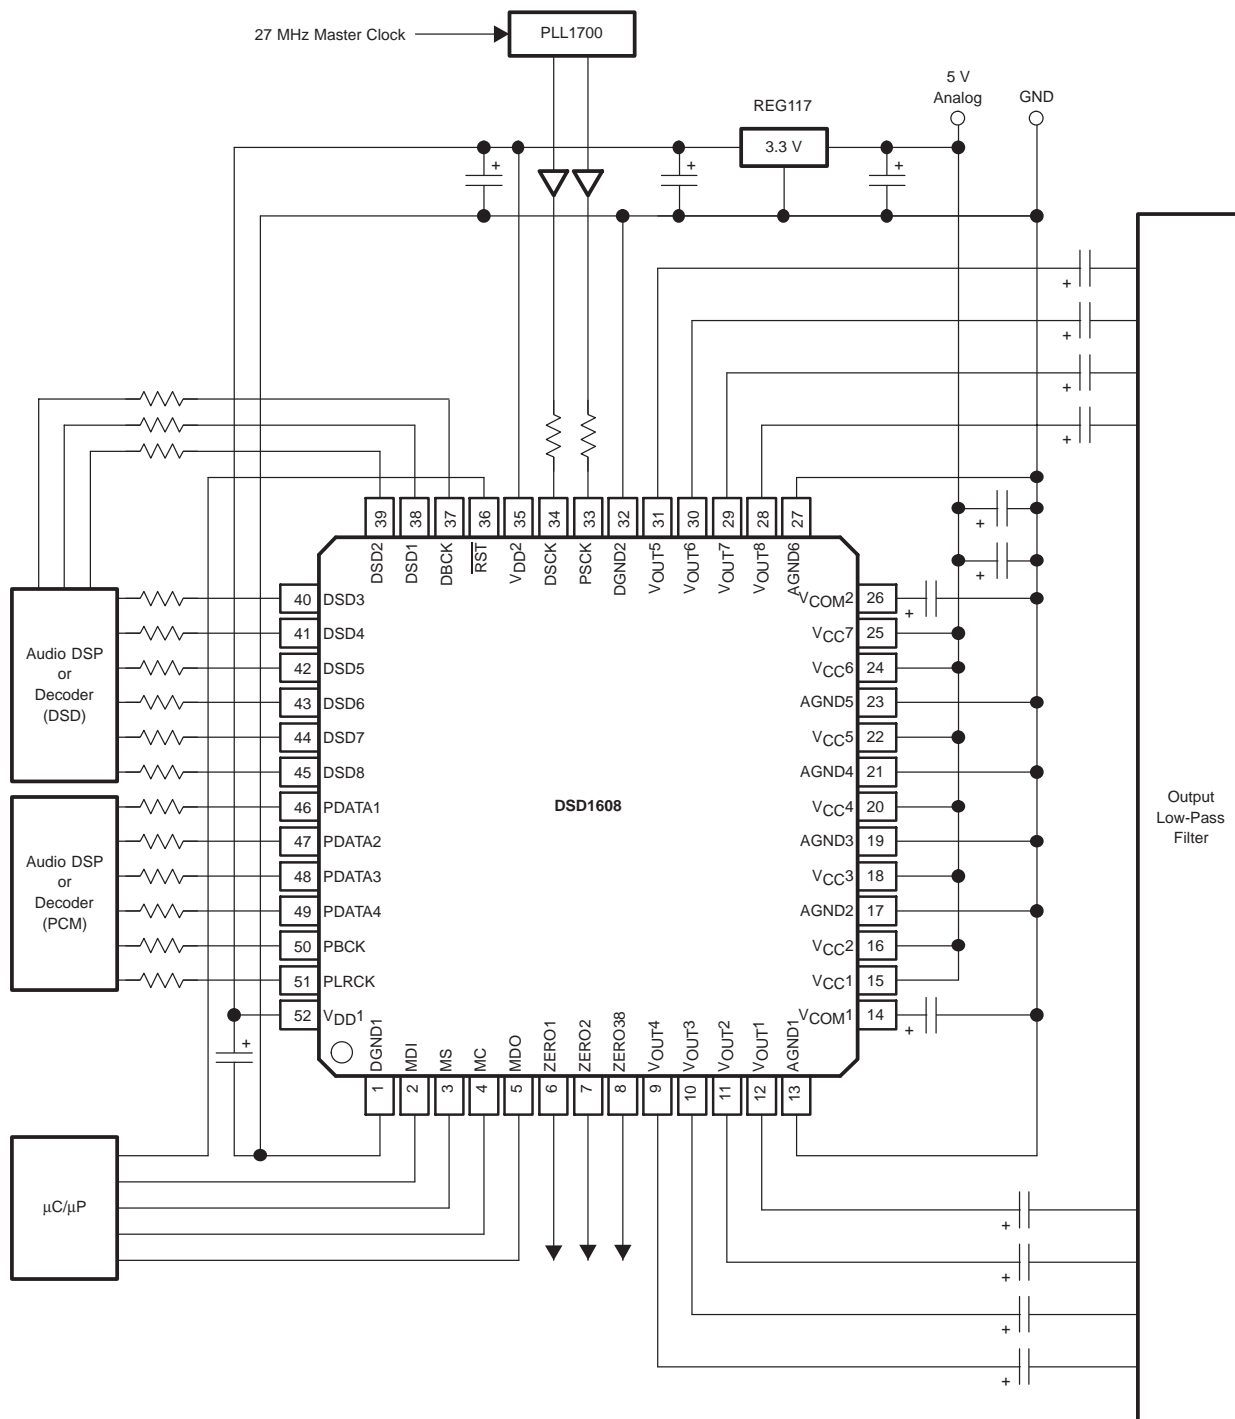 27 MHz Master Clock
PLL1700
5 V
Analog
GND
REG117
3.3 V
+
+
+
+
+
+
+
39
38
37
36
35
34
33
32
31
30
29
28
27
DSD2
DSD1
DBCK
RST
VDD2
DSCK
PSCK
DGND2
VOUT5
VOUT6
VOUT7
VOUT8
AGND6
+
+
Audio DSP
or
Decoder
(DSD)
40 DSD3
41 DSD4
42 DSD5
43 DSD6
44 DSD7
45 DSD8
Audio DSP
or
Decoder
(PCM)
46 PDATA1
47 PDATA2
48 PDATA3
49 PDATA4
50 PBCK
51 PLRCK
52 VDD1
+
DSD1608
VCOM2 26
+
VCC7 25
VCC6 24
AGND5 23
VCC5 22
AGND4 21
VCC4 20
AGND3 19
VCC3 18
AGND2 17
VCC2 16
VCC1 15
VCOM1 14
+
Output
Low-Pass
Filter
DGND1
MDI
MS
MC
MDO
ZERO1
ZERO2
ZERO38
VOUT4
VOUT3
VOUT2
VOUT1
AGND1
1
2
3
4
5
6
7
8
9
10
11
12
13
μC/μP
+
+
+
+